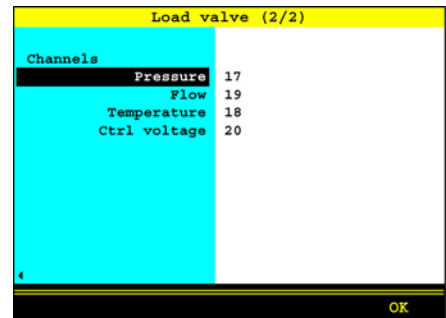 Load valve (2/2)
Channels
Pressure 17
Flow 19
Temperature 18
Ctrl voltage 20
OK